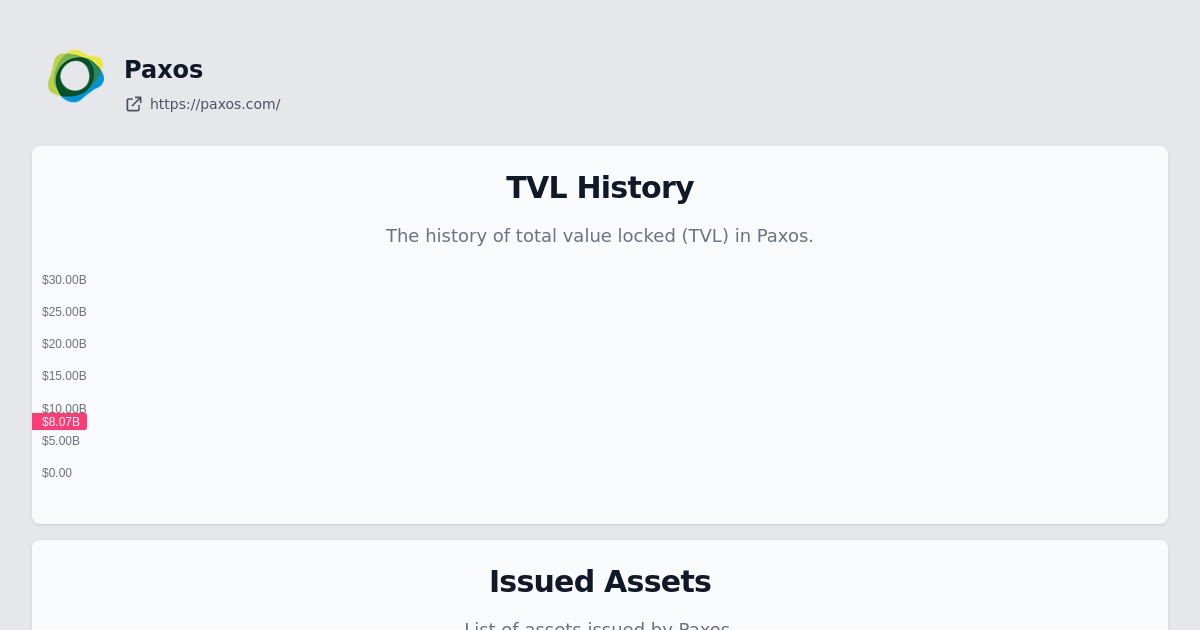 Paxos
https://paxos.com/
TVL History
The history of total value locked (TVL) in Paxos.
$30.00B
$25.00B
$20.00B
$15.00B
$10.00B
$8.07B
$5.00B
$0.00
Issued Assets
List of assets issued by Paxos